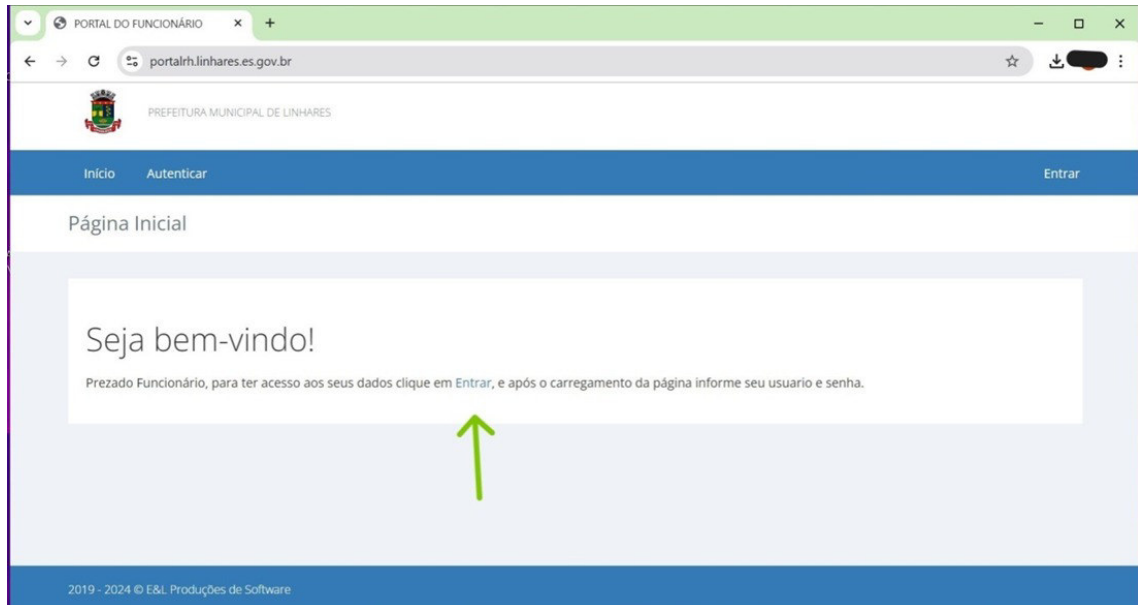 PORTAL DO FUNCIONÁRIO
portalrh.linhares.es.gov.br
PREFEITURA MUNICIPAL DE LINHARES
Início Autenticar Entrar
Página Inicial
Seja bem-vindo!
Prezado Funcionário, para ter acesso aos seus dados clique em Entrar, e após o carregamento da página informe seu usuario e senha.
2019 - 2024 © E&L Produções de Software